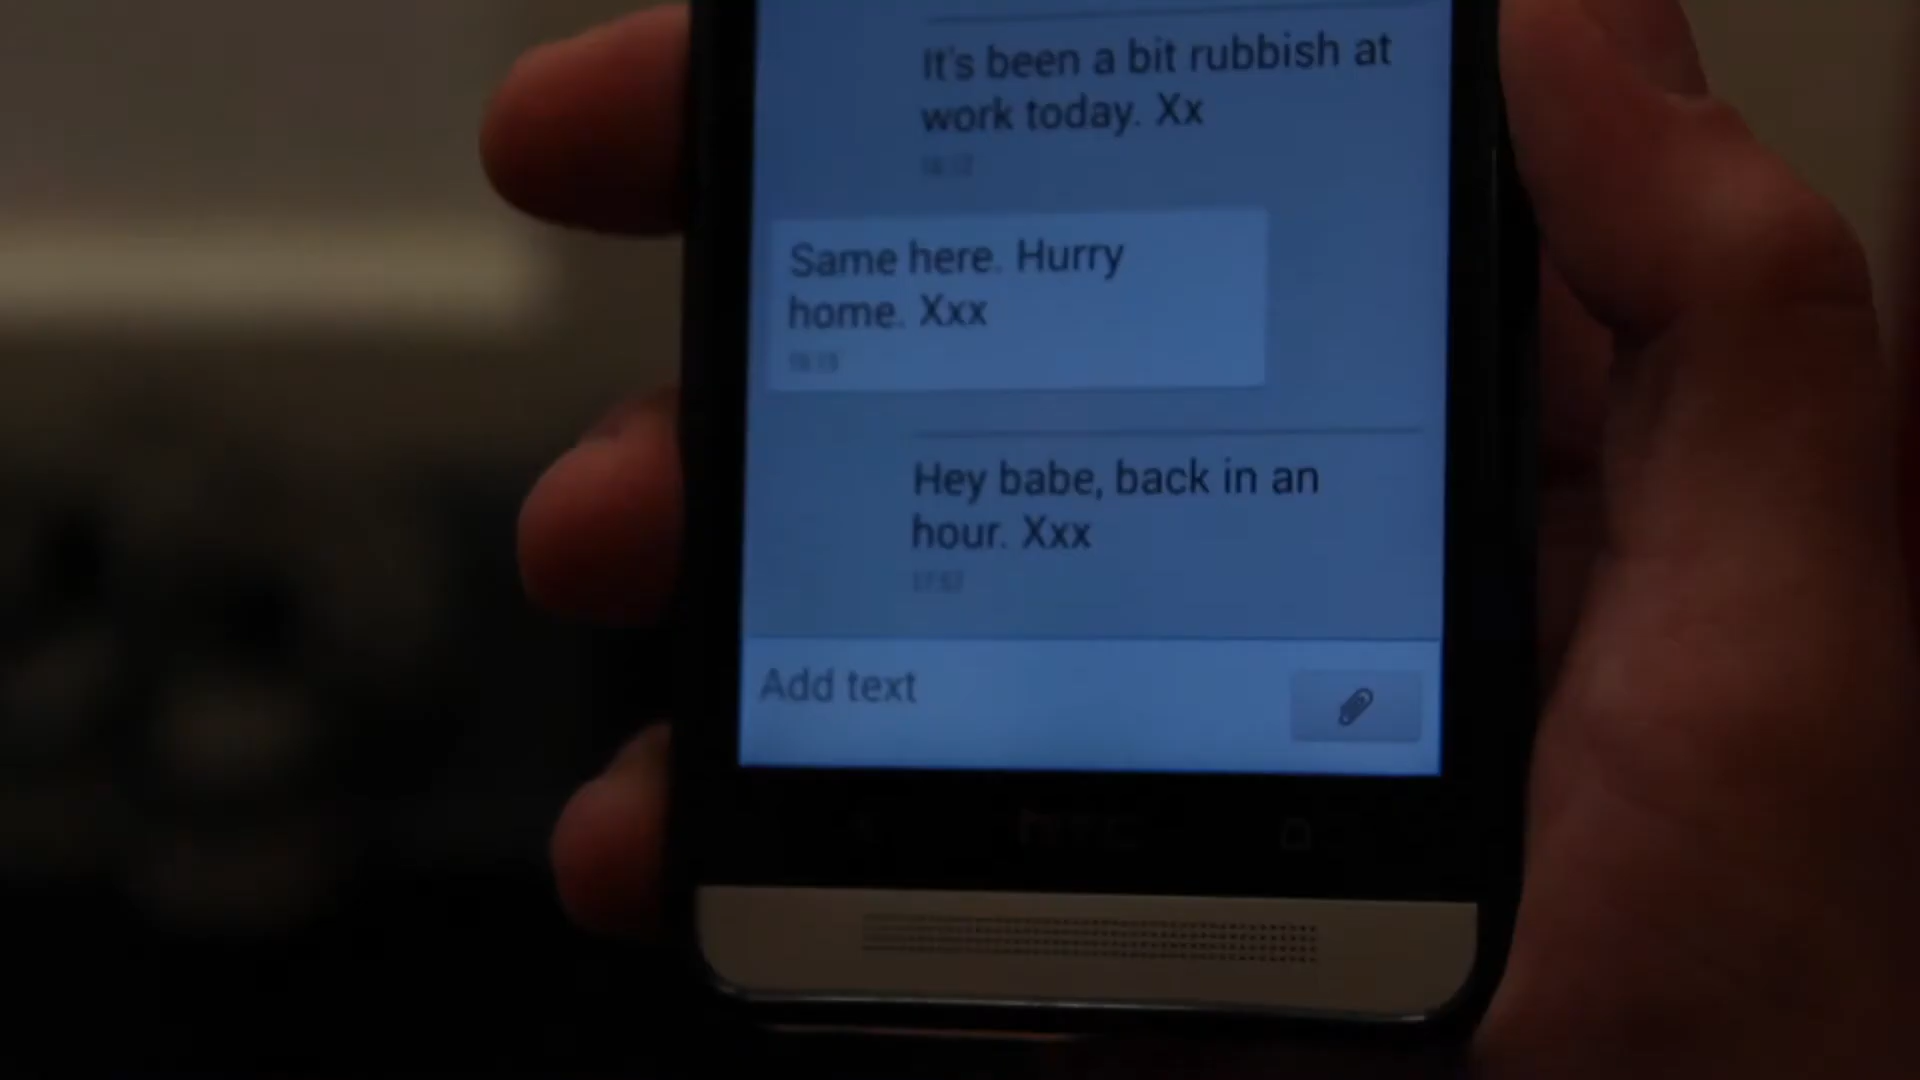 It's been a bit rubbish at
work today. Xx
Same here. Hurry
home. Xxx
Hey babe, back in an
hour. Xxx
Add text
hTC